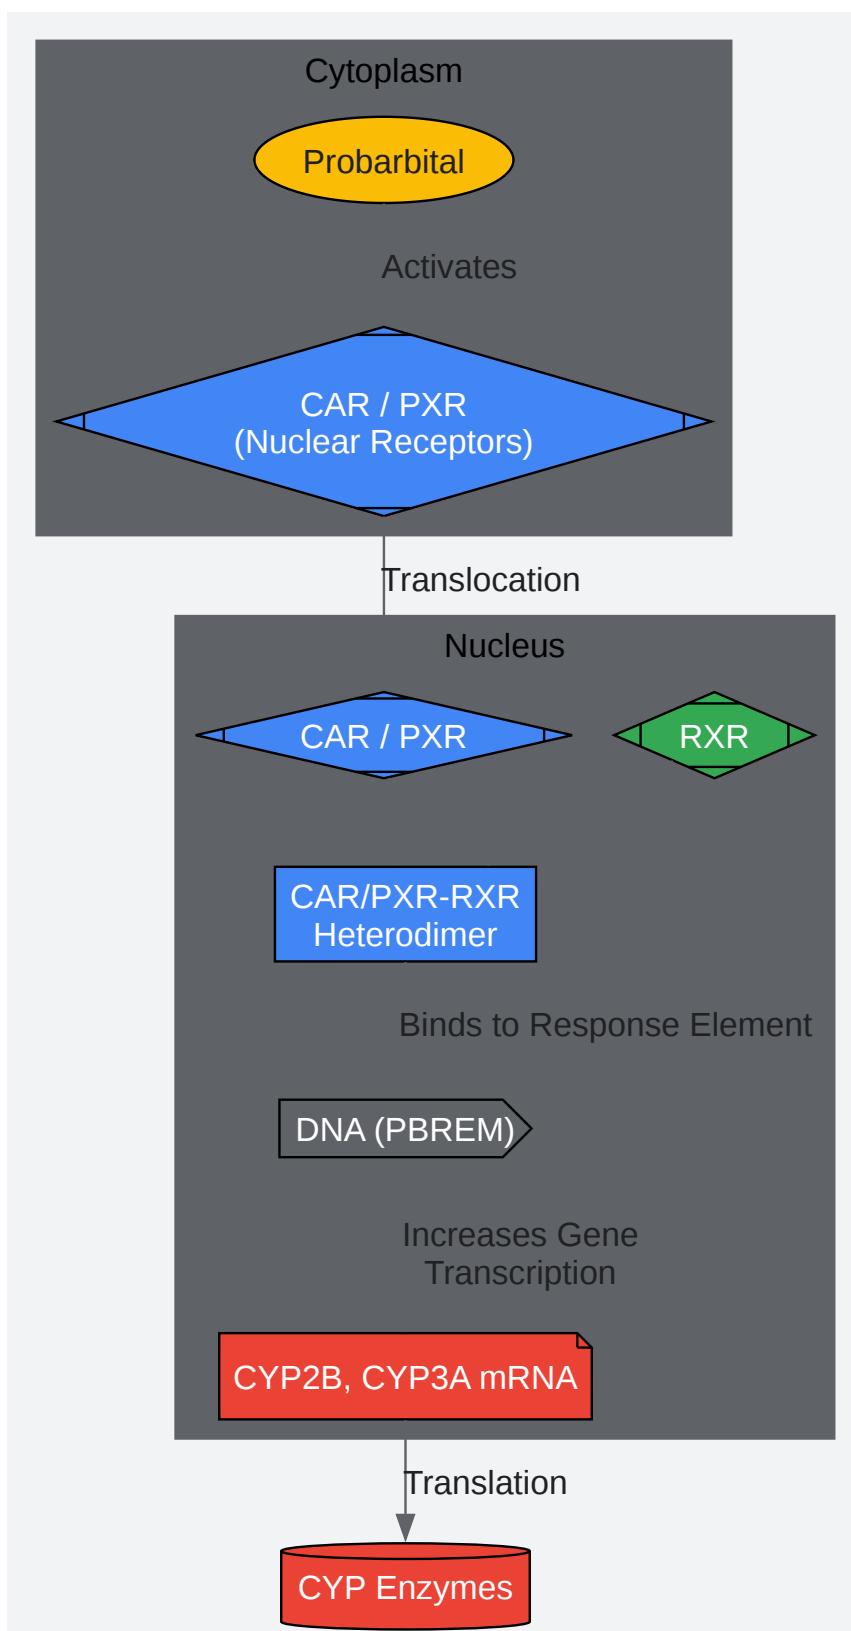 Cytoplasm
Probarbital
Activates
CAR / PXR
(Nuclear Receptors)
Translocation
Nucleus
CAR / PXR
RXR
CAR/PXR-RXR
Heterodimer
Binds to Response Element
DNA (PBREM)
Increases Gene
Transcription
CYP2B, CYP3A mRNA
Translation
CYP Enzymes